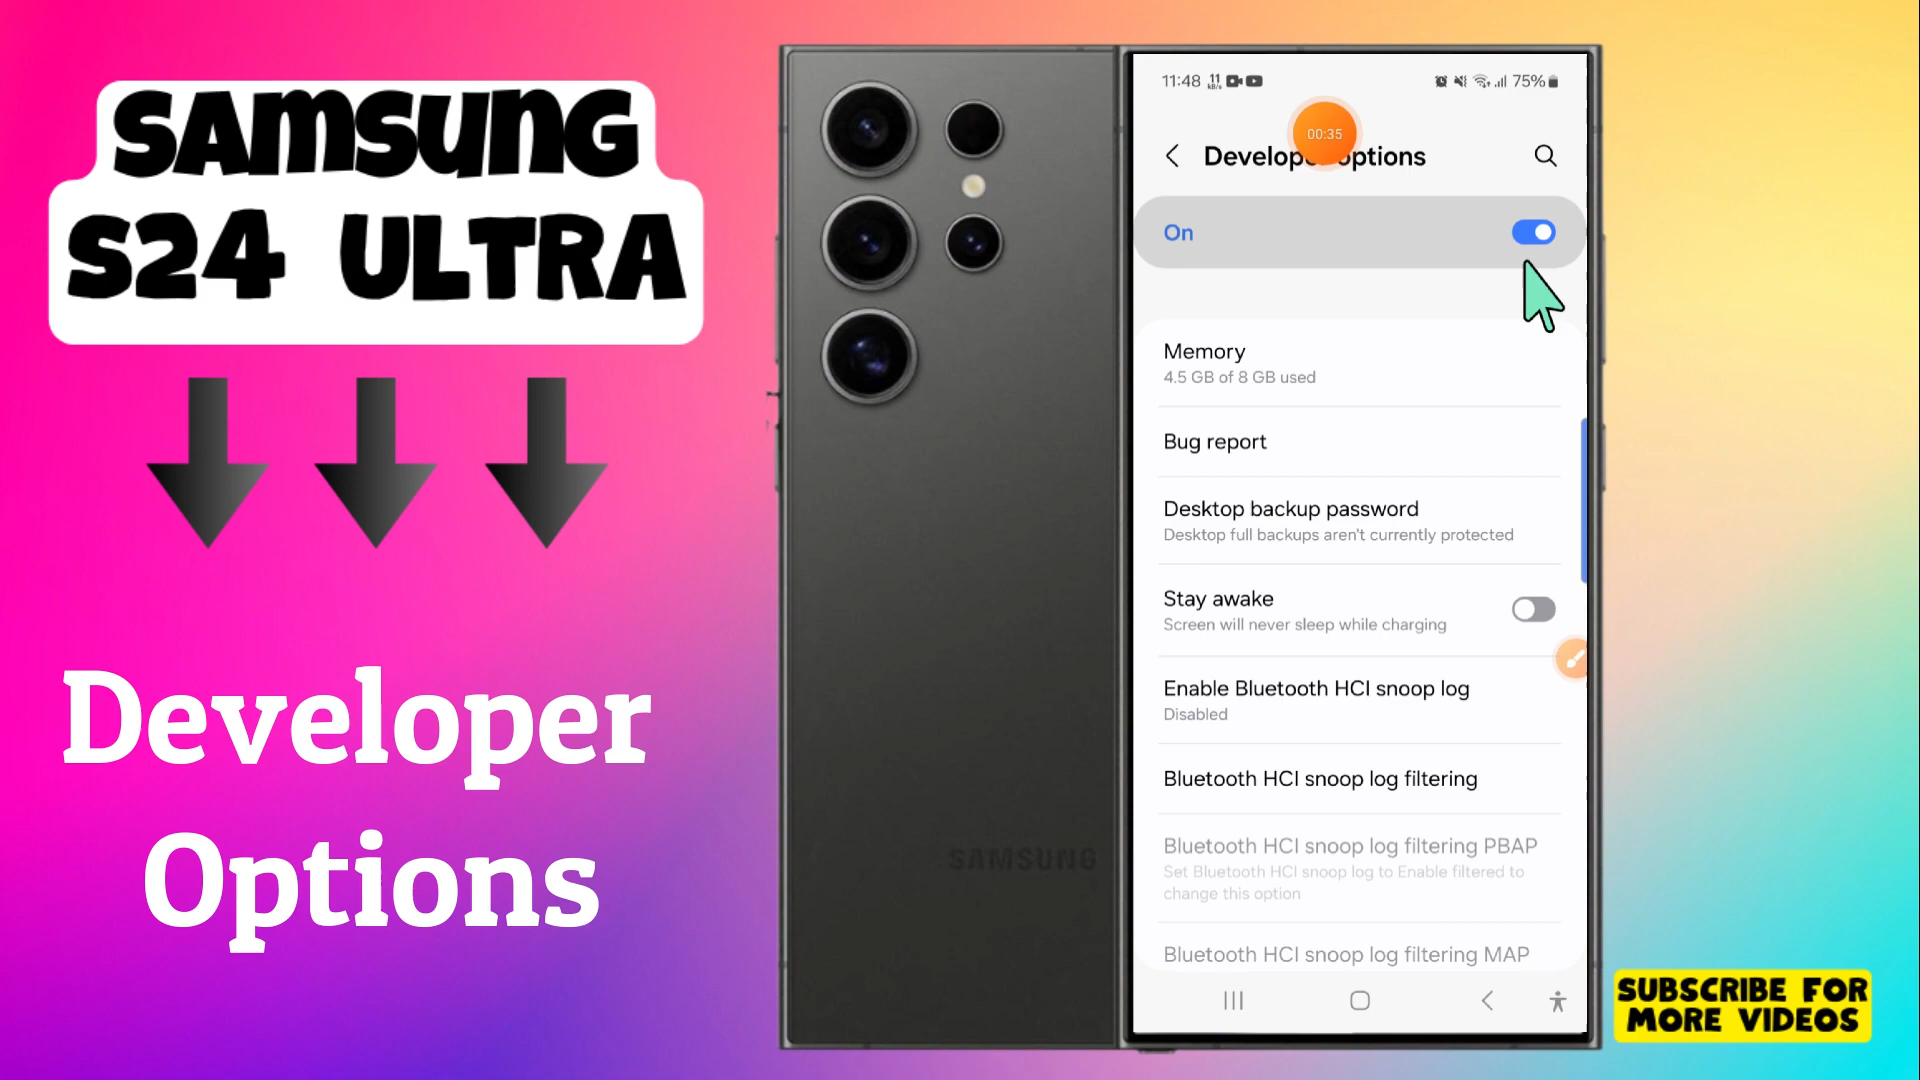 SAMSUNG
S24 ULTRA
Developer
Options
SAMSUNG
11:48 11 KB/s 75%
00:35
Developer options
On
Memory
4.5 GB of 8 GB used
Bug report
Desktop backup password
Desktop full backups aren't currently protected
Stay awake
Screen will never sleep while charging
Enable Bluetooth HCI snoop log
Disabled
Bluetooth HCI snoop log filtering
Bluetooth HCI snoop log filtering PBAP
Set Bluetooth HCI snoop log to Enable filtered to
change this option
Bluetooth HCI snoop log filtering MAP
SUBSCRIBE FOR
MORE VIDEOS